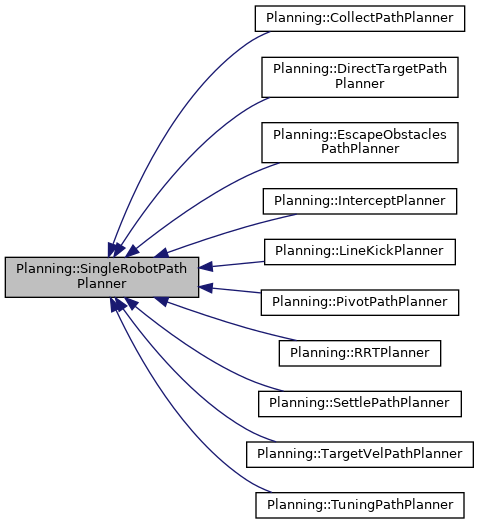 Planning::CollectPathPlanner
Planning::DirectTargetPath
Planner
Planning::EscapeObstacles
PathPlanner
Planning::InterceptPlanner
Planning::LineKickPlanner
Planning::SingleRobotPath
Planner
Planning::PivotPathPlanner
Planning::RRTPlanner
Planning::SettlePathPlanner
Planning::TargetVelPathPlanner
Planning::TuningPathPlanner